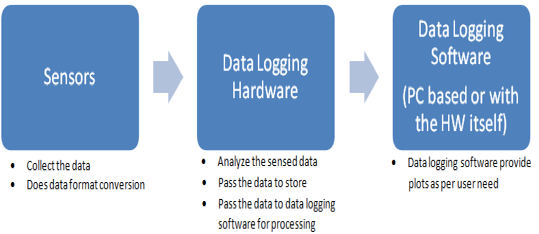 Sensors
• Collect the data
• Does data format conversion
Data Logging
Hardware
• Analyze the sensed data
• Pass the data to store
• Pass the data to data logging
software for processing
Data Logging
Software
(PC based or with
the HW itself)
• Data logging software provide
plots as per user need